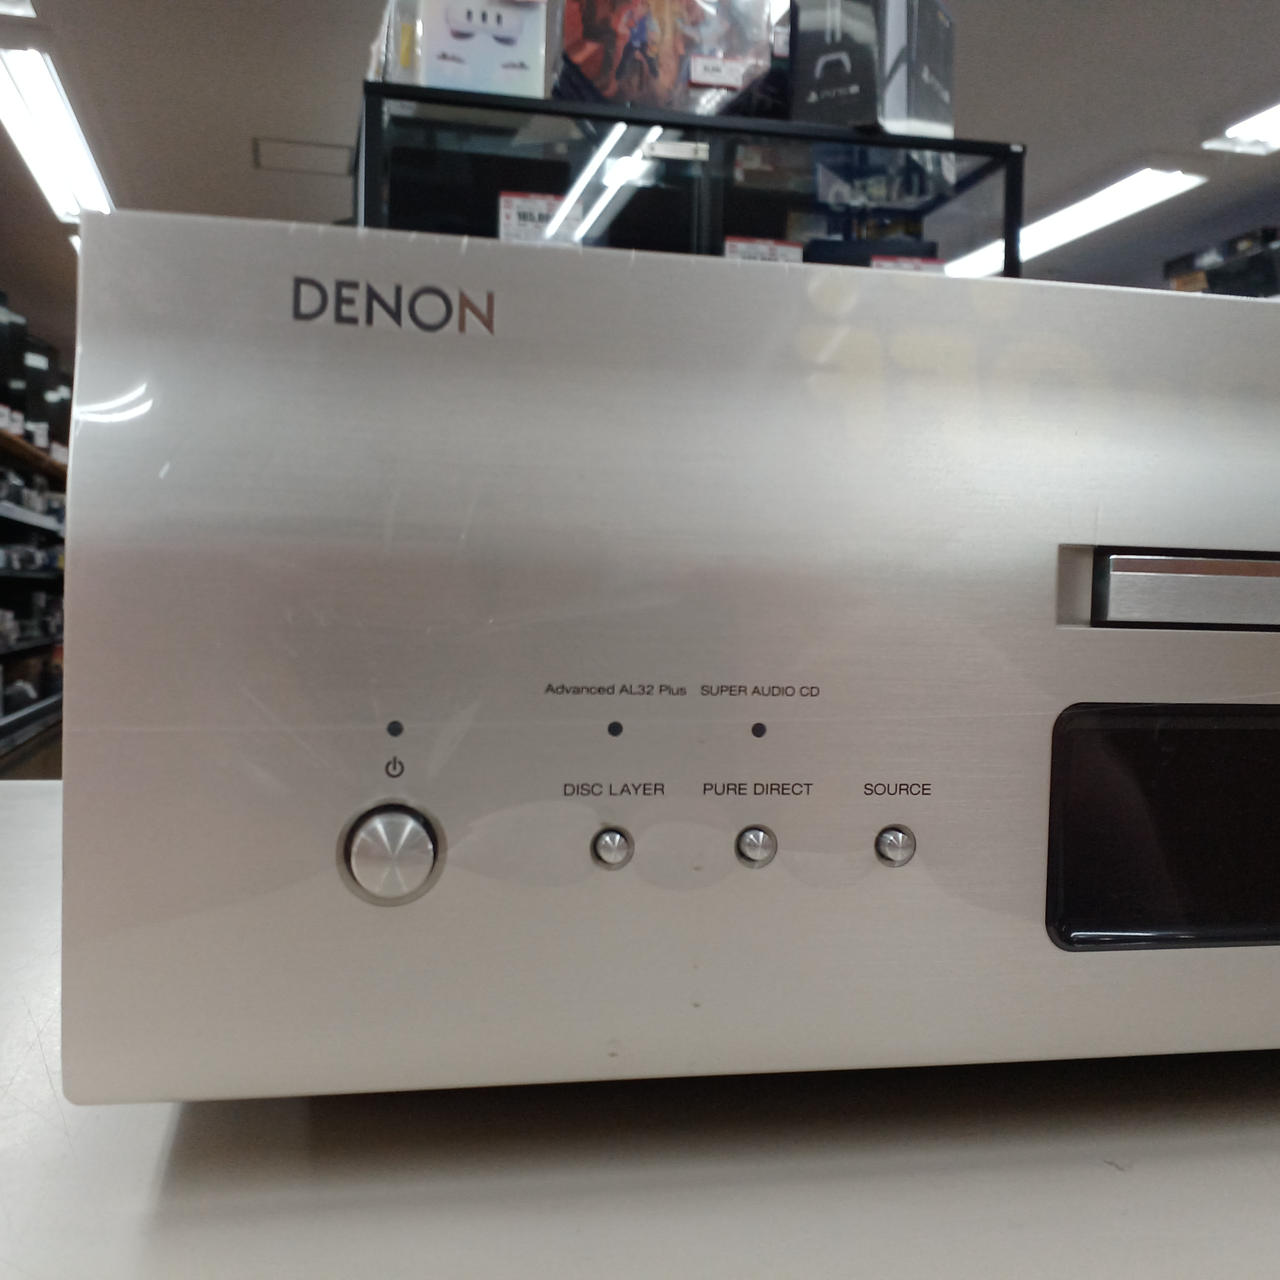 DENON
Advanced AL32 Plus
SUPER AUDIO CD
DISC LAYER
PURE DIRECT
SOURCE